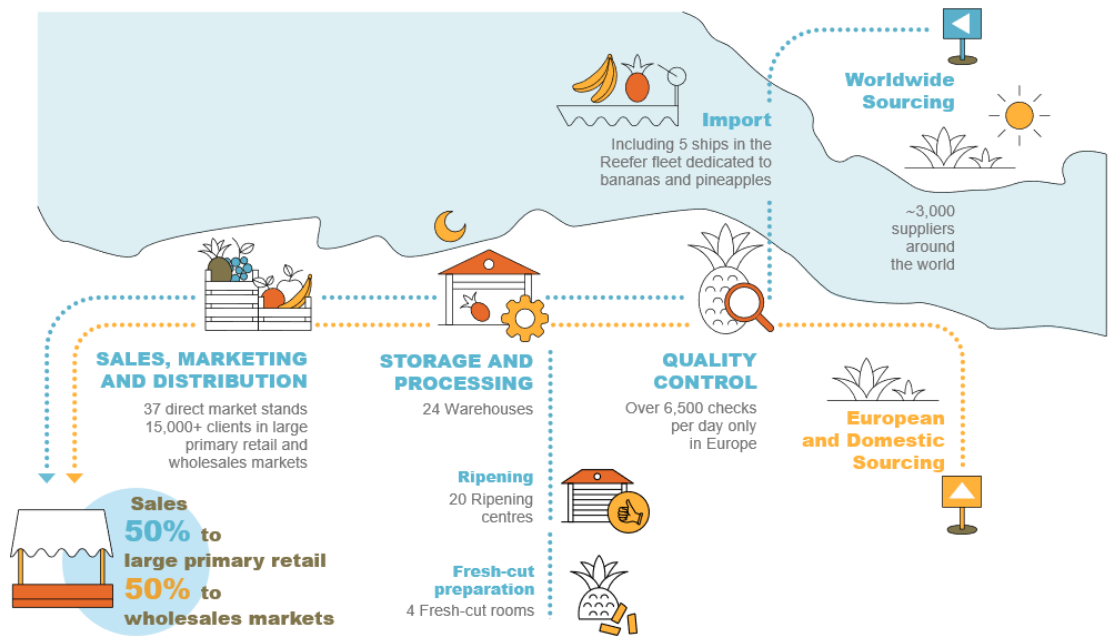 Worldwide
Sourcing
~3,000
suppliers
around
the world
Import
Including 5 ships in the
Reefer fleet dedicated to
bananas and pineapples
SALES, MARKETING
AND DISTRIBUTION
37 direct market stands
15,000+ clients in large
primary retail and
wholesales markets
STORAGE AND
PROCESSING
24 Warehouses
QUALITY
CONTROL
Over 6,500 checks
per day only
in Europe
European
and Domestic
Sourcing
Ripening
20 Ripening
centres
Fresh-cut
preparation
4 Fresh-cut rooms
Sales
50% to
large primary retail
50% to
wholesales markets